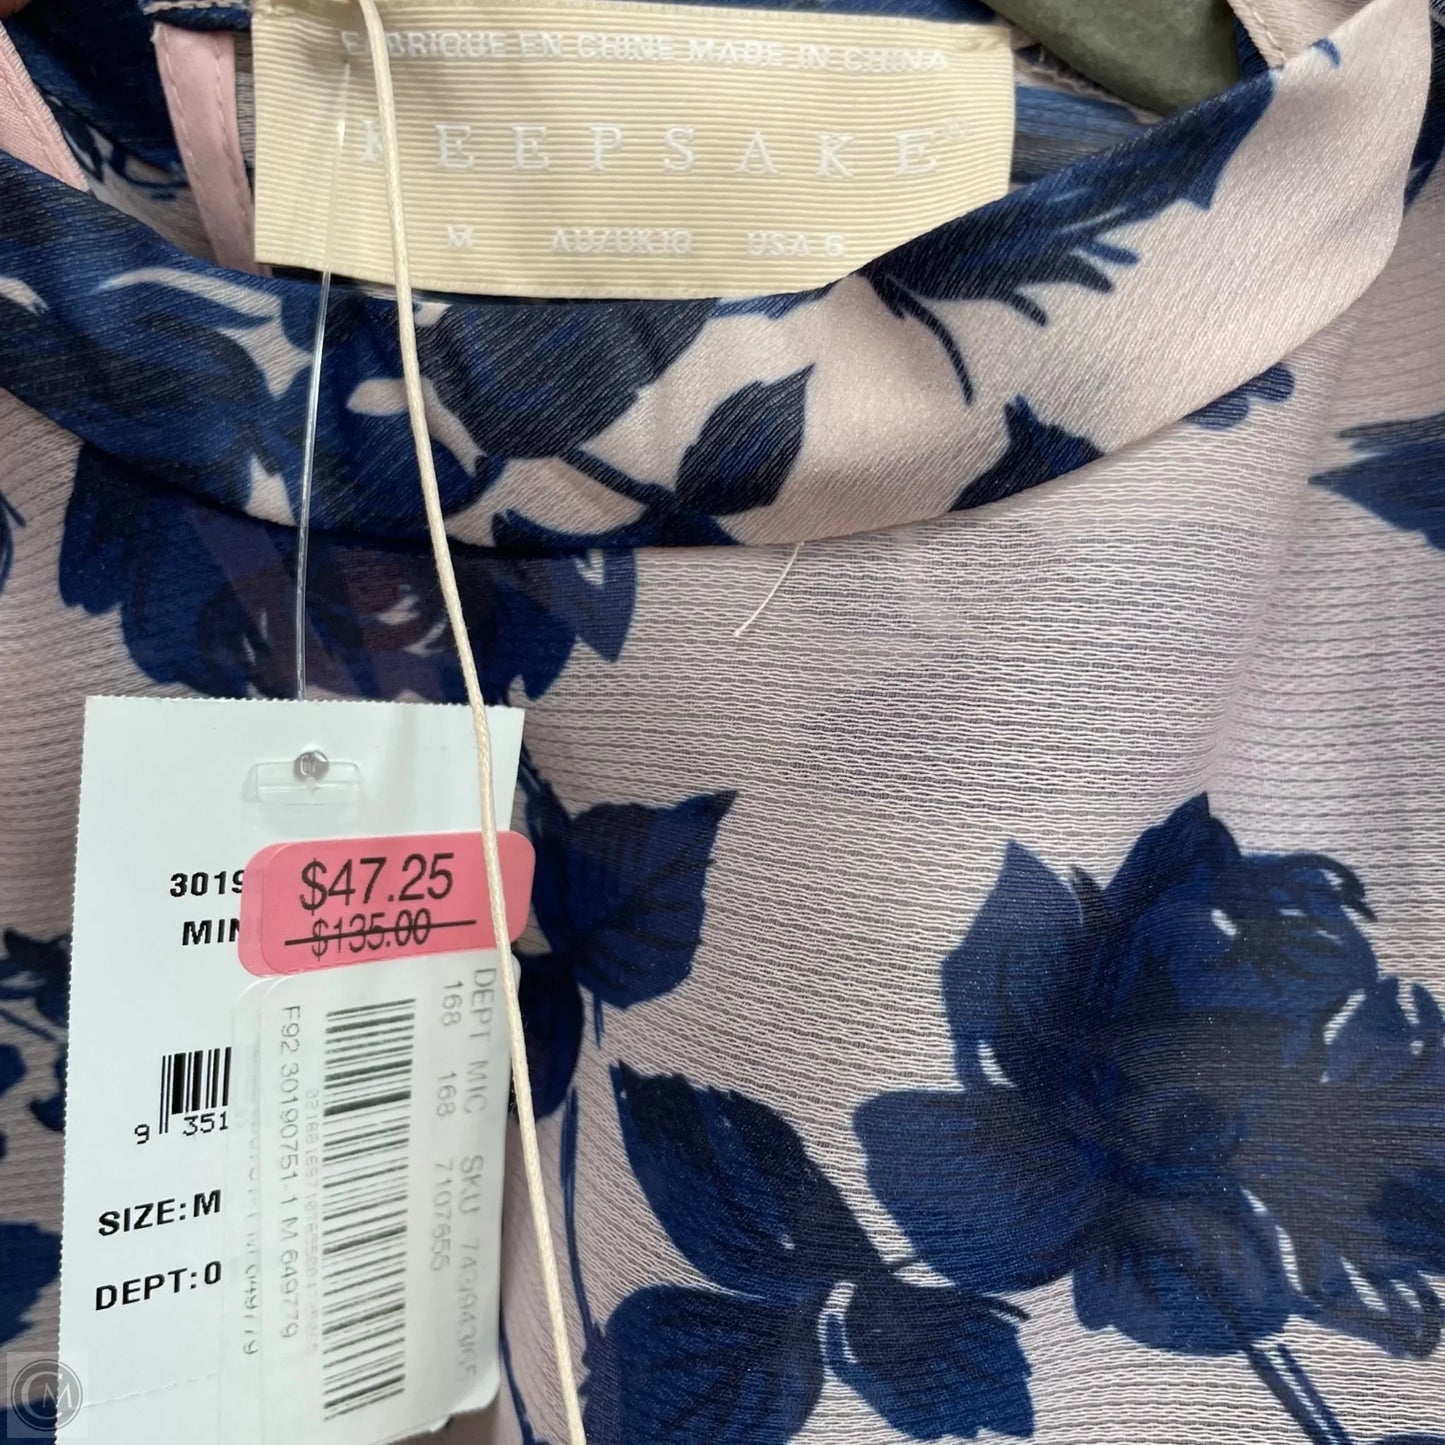 FABRIQUE EN CHINE MADE IN CHINA
KEEPSAKE
M AU/UK10 USA 6
$47.25
$135.00
3019
MIN
9 351
SIZE: M
DEPT: 0
DEPT MIC SKU
168 168 7107655
F92 30190751-1 M 649779
CM